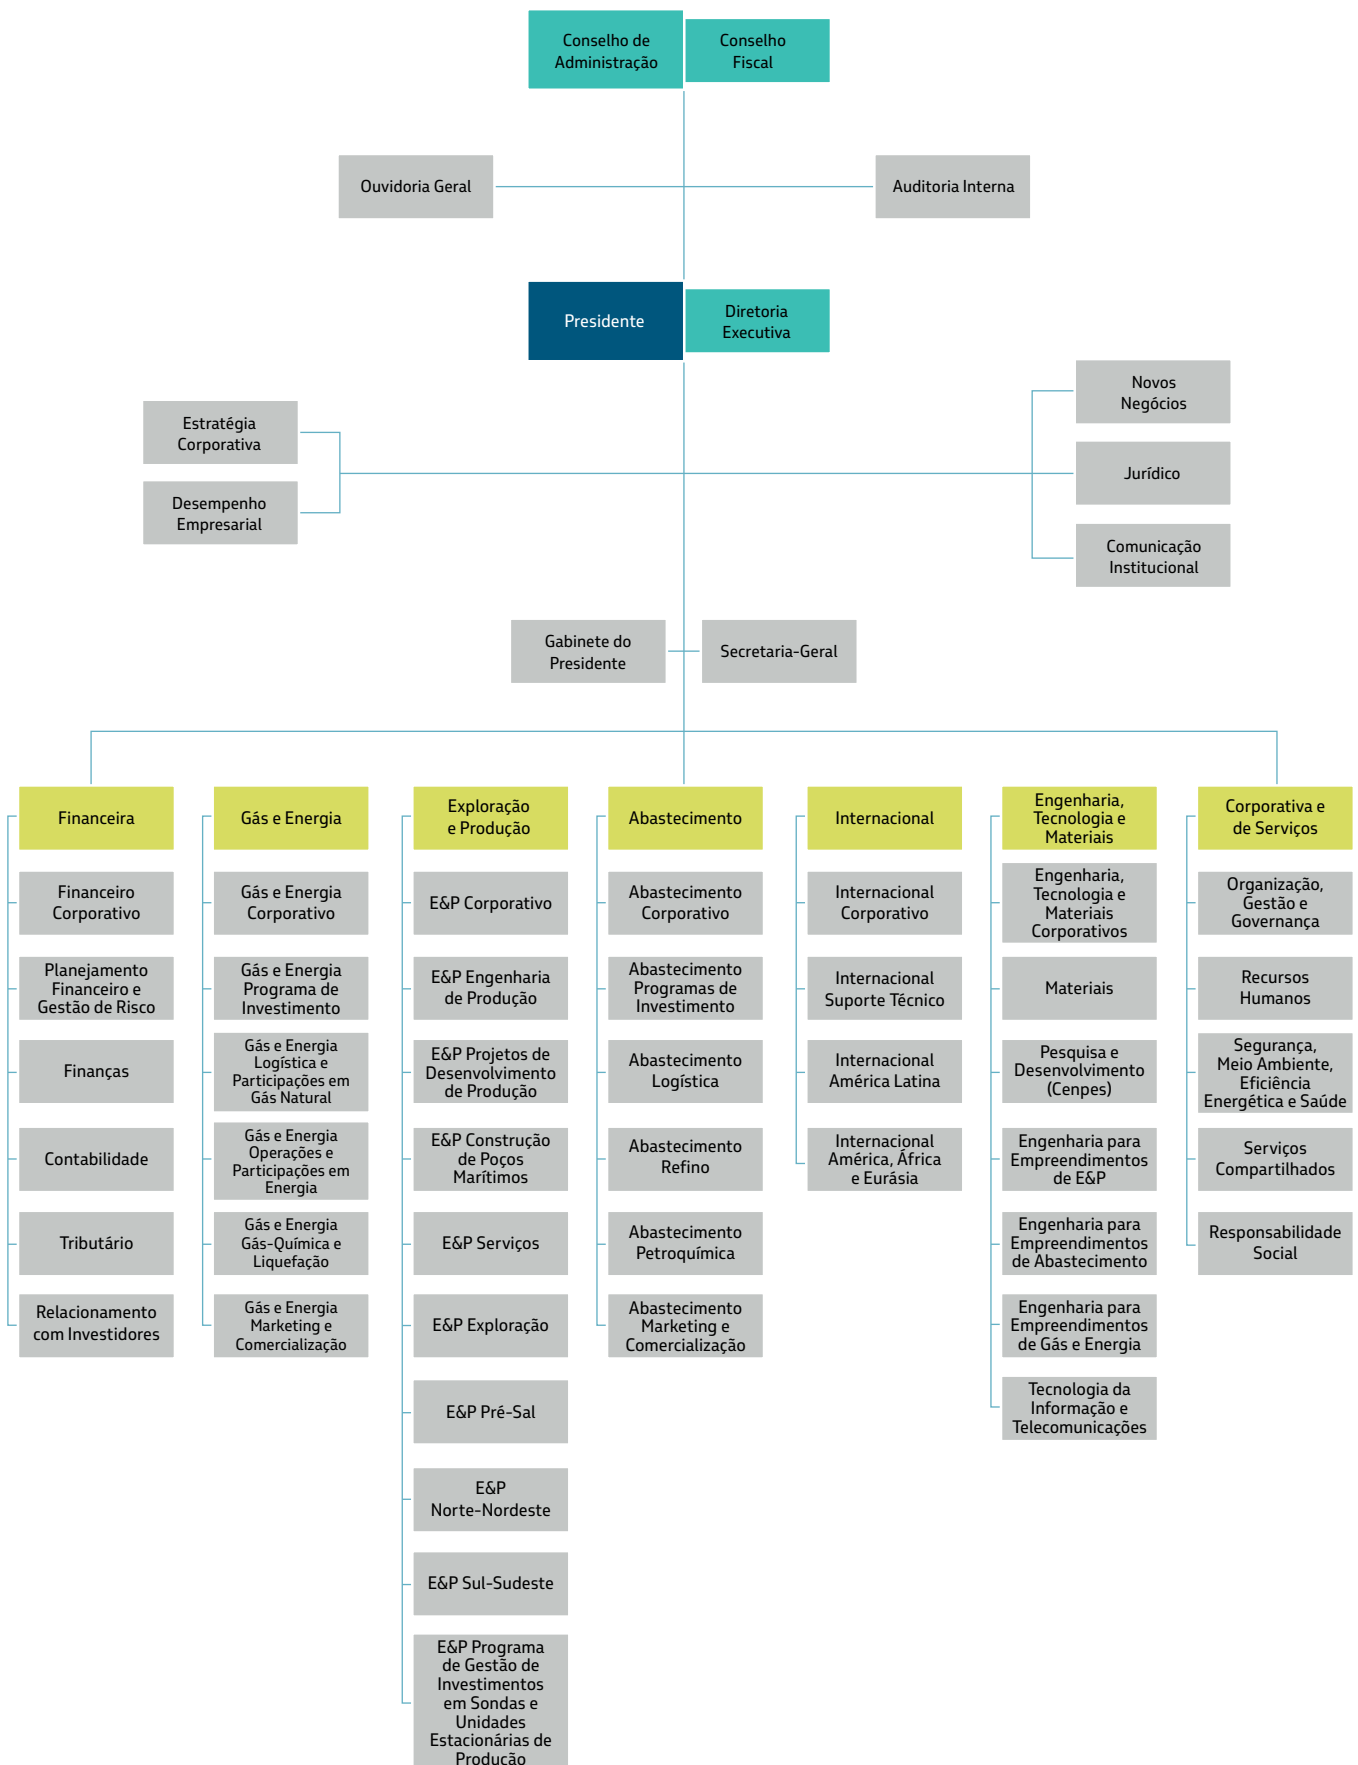 Conselho de
Administração
Conselho
Fiscal
Ouvidoria Geral
Auditoria Interna
Presidente
Diretoria
Executiva
Estratégia
Corporativa
Desempenho
Empresarial
Novos
Negócios
Jurídico
Comunicação
Institucional
Gabinete do
Presidente
Secretaria-Geral
Financeira
Financeiro
Corporativo
Planejamento
Financeiro e
Gestão de Risco
Finanças
Contabilidade
Tributário
Relacionamento
com Investidores
Gás e Energia
Gás e Energia
Corporativo
Gás e Energia
Programa de
Investimento
Gás e Energia
Logística e
Participações em
Gás Natural
Gás e Energia
Operações e
Participações em
Energia
Gás e Energia
Gás-Química e
Liquefação
Gás e Energia
Marketing e
Comercialização
Exploração
e Produção
E&P Corporativo
E&P Engenharia
de Produção
E&P Projetos de
Desenvolvimento
de Produção
E&P Construção
de Poços
Marítimos
E&P Serviços
E&P Exploração
E&P Pré-Sal
E&P
Norte-Nordeste
E&P Sul-Sudeste
E&P Programa
de Gestão de
Investimentos
em Sondas e
Unidades
Estacionárias de
Produção
Abastecimento
Abastecimento
Corporativo
Abastecimento
Programas de
Investimento
Abastecimento
Logística
Abastecimento
Refino
Abastecimento
Petroquímica
Abastecimento
Marketing e
Comercialização
Internacional
Internacional
Corporativo
Internacional
Suporte Técnico
Internacional
América Latina
Internacional
América, África
e Eurásia
Engenharia,
Tecnologia e
Materiais
Engenharia,
Tecnologia e
Materiais
Corporativos
Materiais
Pesquisa e
Desenvolvimento
(Cenpes)
Engenharia para
Empreendimentos
de E&P
Engenharia para
Empreendimentos
de Abastecimento
Engenharia para
Empreendimentos
de Gás e Energia
Tecnologia da
Informação e
Telecomunicações
Corporativa e
de Serviços
Organização,
Gestão e
Governança
Recursos
Humanos
Segurança,
Meio Ambiente,
Eficiência
Energética e Saúde
Serviços
Compartilhados
Responsabilidade
Social